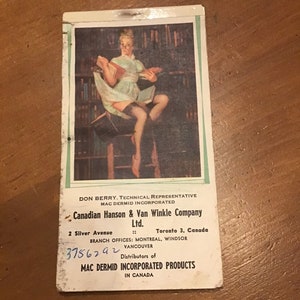 DON BERRY, TECHNICAL REPRESENTATIVE
MAC DERMID INCORPORATED
Canadian Hanson & Van Winkle Company
Ltd.
2 Silver Avenue :: Toronto 3, Canada
BRANCH OFFICES: MONTREAL, WINDSOR
VANCOUVER
3756292
Distributors of
MAC DERMID INCORPORATED PRODUCTS
IN CANADA